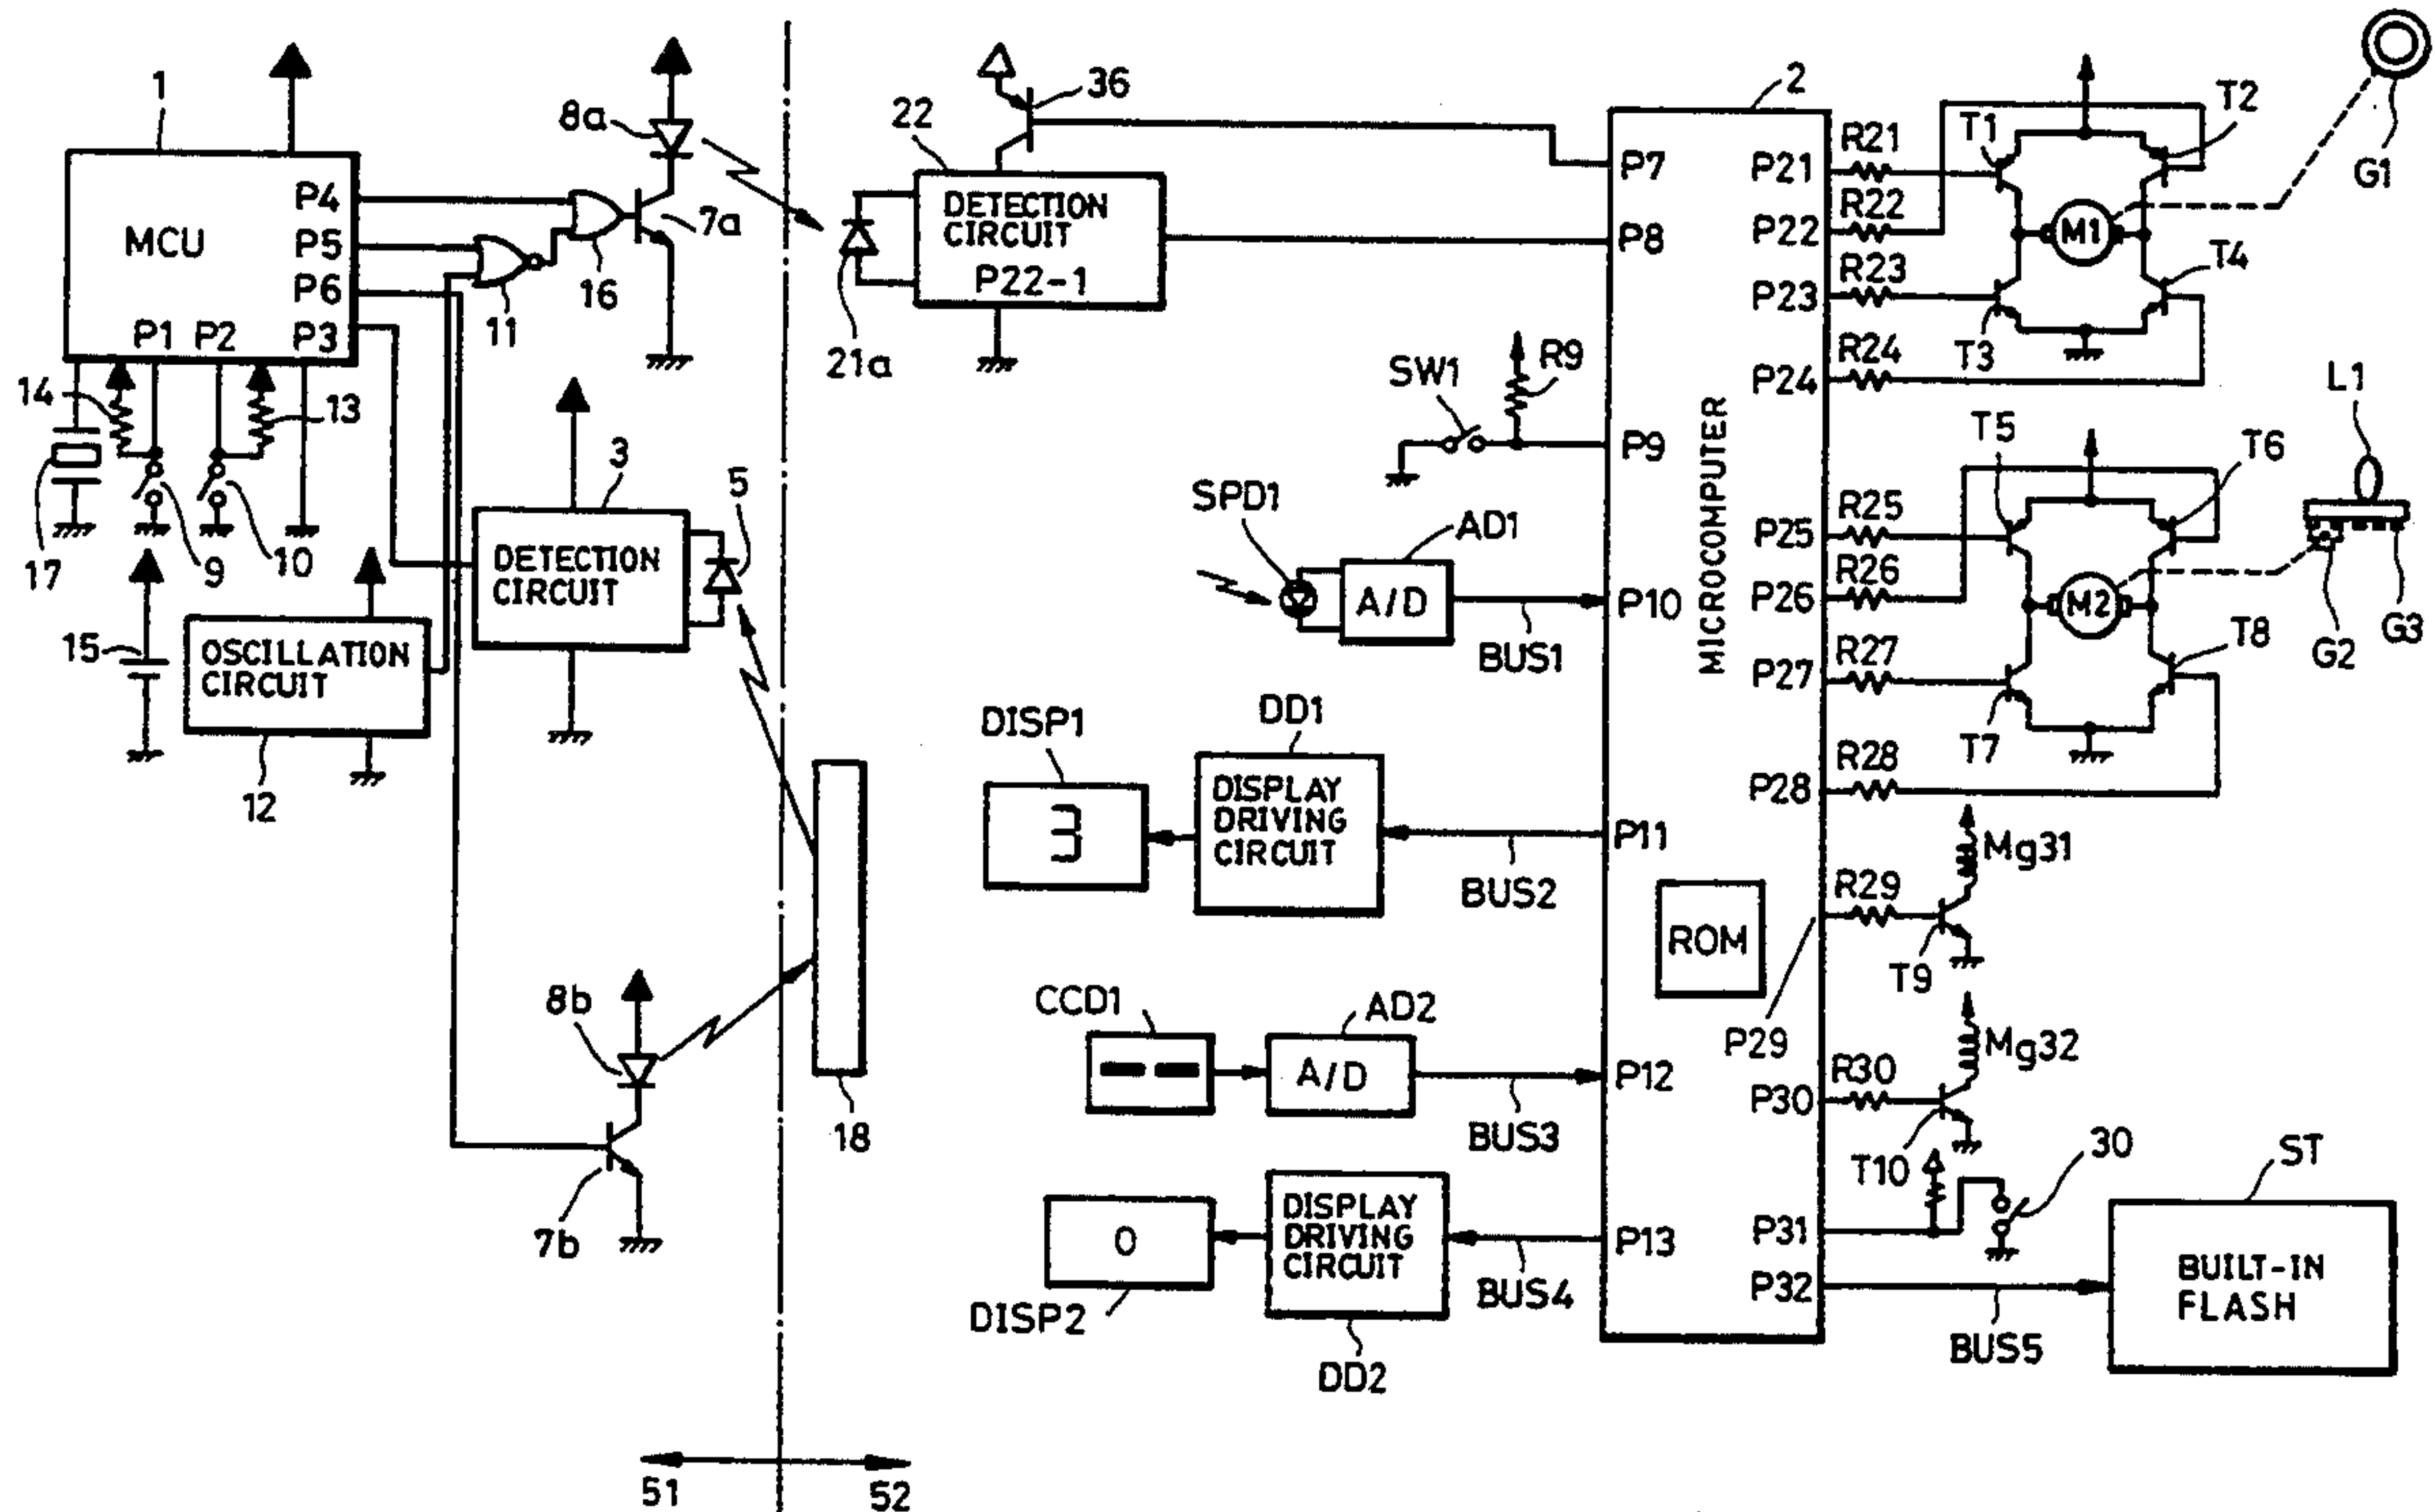 1
MCU
P4
P5
P6
P1
P2
P3
8a
7a
16
11
14
13
17
9
10
15
OSCILLATION
CIRCUIT
12
3
5
DETECTION
CIRCUIT
8b
7b
18
51
52
36
22
DETECTION
CIRCUIT
P22-1
21a
SW1
R9
SPD1
AD1
A/D
BUS1
DISP1
3
DD1
DISPLAY
DRIVING
CIRCUIT
BUS2
CCD1
AD2
A/D
BUS3
DISP2
0
DISPLAY
DRIVING
CIRCUIT
DD2
BUS4
2
MICROCOMPUTER
ROM
P7
P8
P9
P10
P11
P12
P13
P21
P22
P23
P24
P25
P26
P27
P28
P29
P30
P31
P32
R21
R22
R23
R24
T1
T2
M1
T3
T4
G1
R25
R26
R27
R28
T5
T6
M2
T7
T8
L1
G2
G3
R29
Mg31
T9
R30
Mg32
T10
30
ST
BUS5
BUILT-IN
FLASH